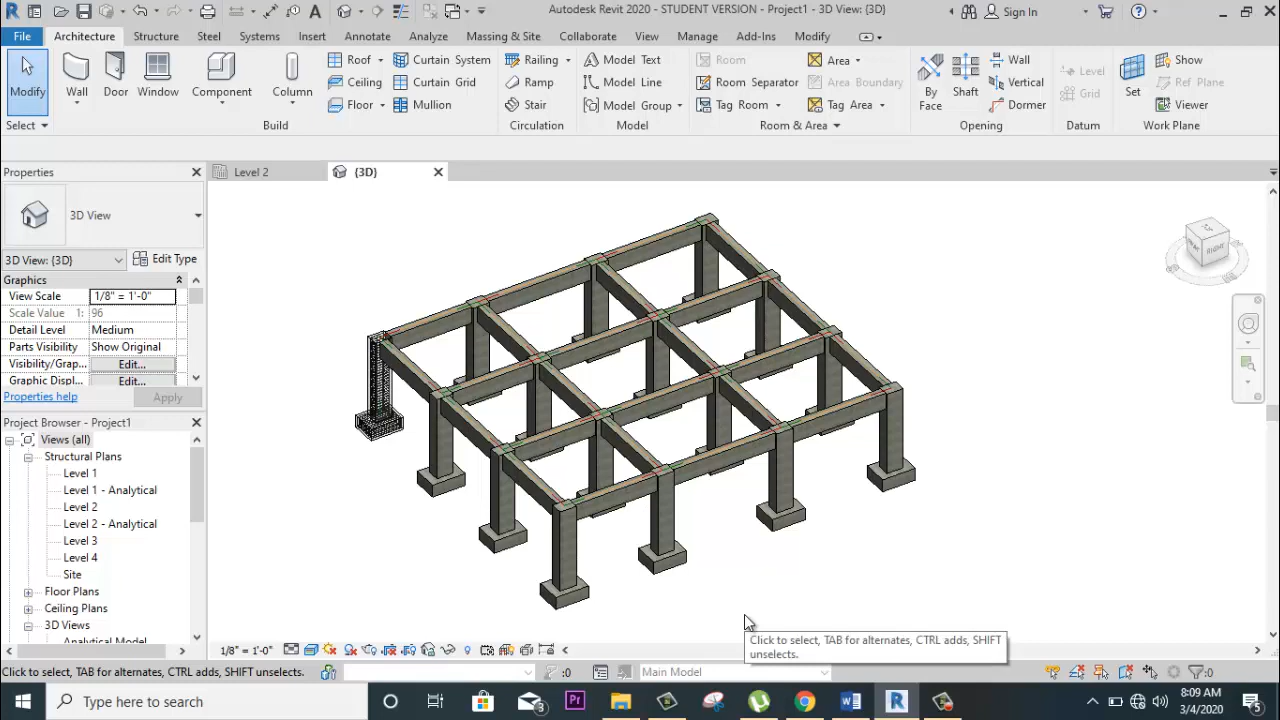 Autodesk Revit 2020 - STUDENT VERSION - Project1 - 3D View: {3D}
Sign In
File Architecture Structure Steel Systems Insert Annotate Analyze Massing & Site Collaborate View Manage Add-Ins Modify
Modify Wall Door Window Component Column
Roof Curtain System Railing Model Text Room Area Wall Level Show
Ceiling Curtain Grid Ramp Model Line Room Separator Area Boundary Vertical Grid Ref Plane
Floor Mullion Stair Model Group Tag Room Tag Area By Face Shaft Dormer Set Viewer
Select Build Circulation Model Room & Area Opening Datum Work Plane
Properties
Level 2 {3D}
3D View
3D View: {3D} Edit Type
Graphics
View Scale 1/8" = 1'-0"
Scale Value 1: 96
Detail Level Medium
Parts Visibility Show Original
Visibility/Grap... Edit...
Graphic Displ... Edit...
Properties help Apply
Project Browser - Project1
Views (all)
Structural Plans
Level 1
Level 1 - Analytical
Level 2
Level 2 - Analytical
Level 3
Level 4
Site
Floor Plans
Ceiling Plans
3D Views
Analytical Model
RIGHT
Click to select, TAB for alternates, CTRL adds, SHIFT
unselects.
1/8" = 1'-0"
Click to select, TAB for alternates, CTRL adds, SHIFT unselects. :0 Main Model :0
Type here to search
Pr
3
8:09 AM
3/4/2020